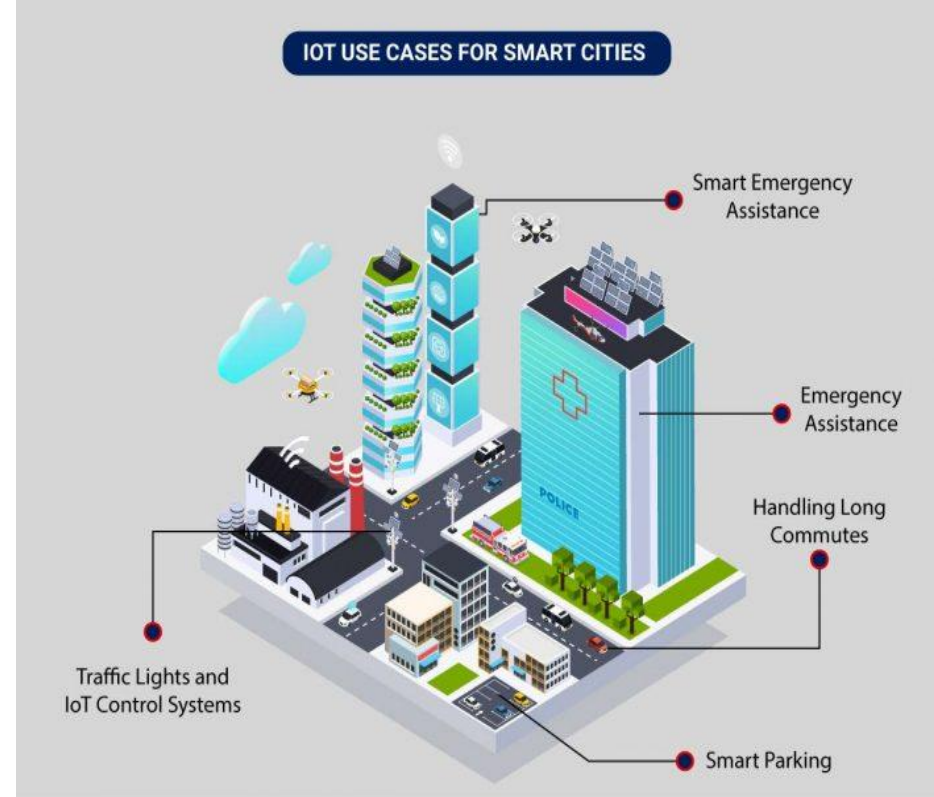 IOT USE CASES FOR SMART CITIES
Smart Emergency
Assistance
Emergency
Assistance
Handling Long
Commutes
POLICE
Traffic Lights and
IoT Control Systems
Smart Parking